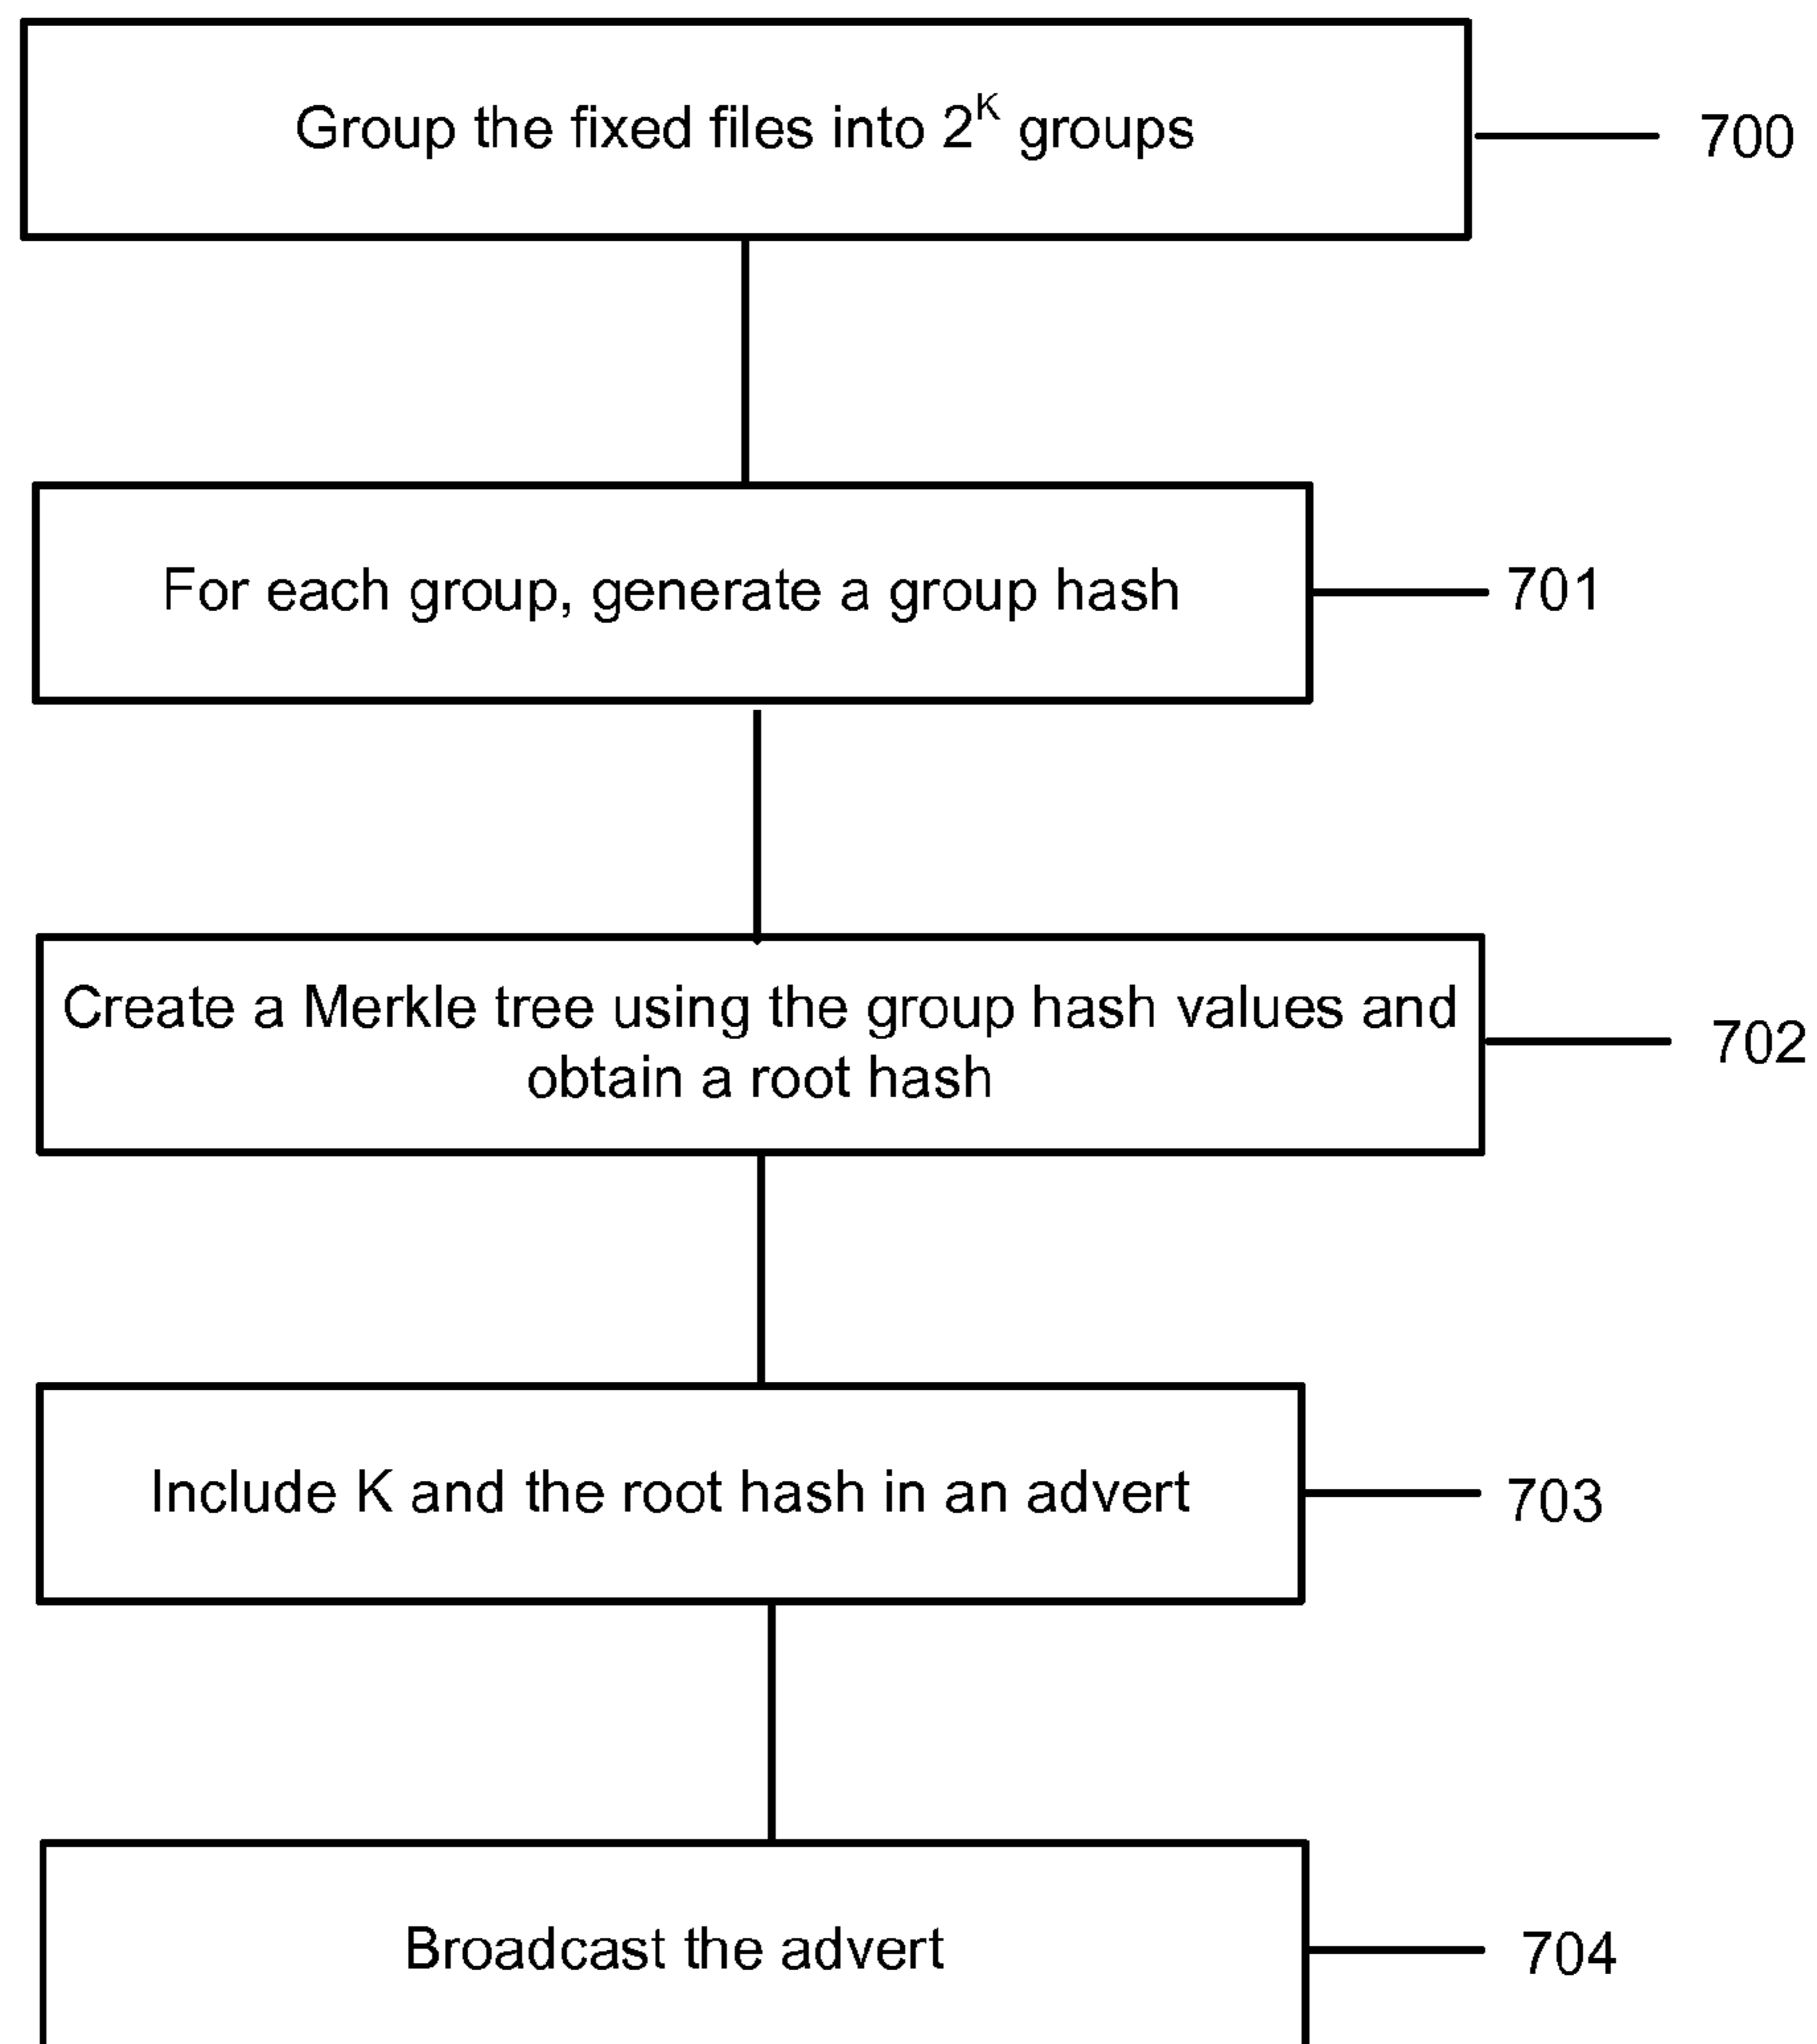 Group the fixed files into 2^K groups
700
For each group, generate a group hash
701
Create a Merkle tree using the group hash values and
obtain a root hash
702
Include K and the root hash in an advert
703
Broadcast the advert
704